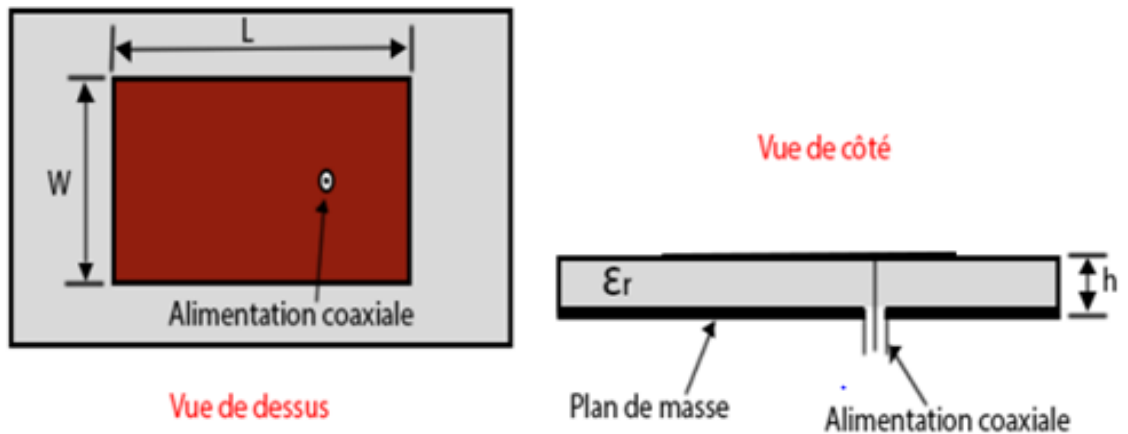 L
W
Alimentation coaxiale
Vue de dessus
Vue de côté
εr
h
Plan de masse
Alimentation coaxiale